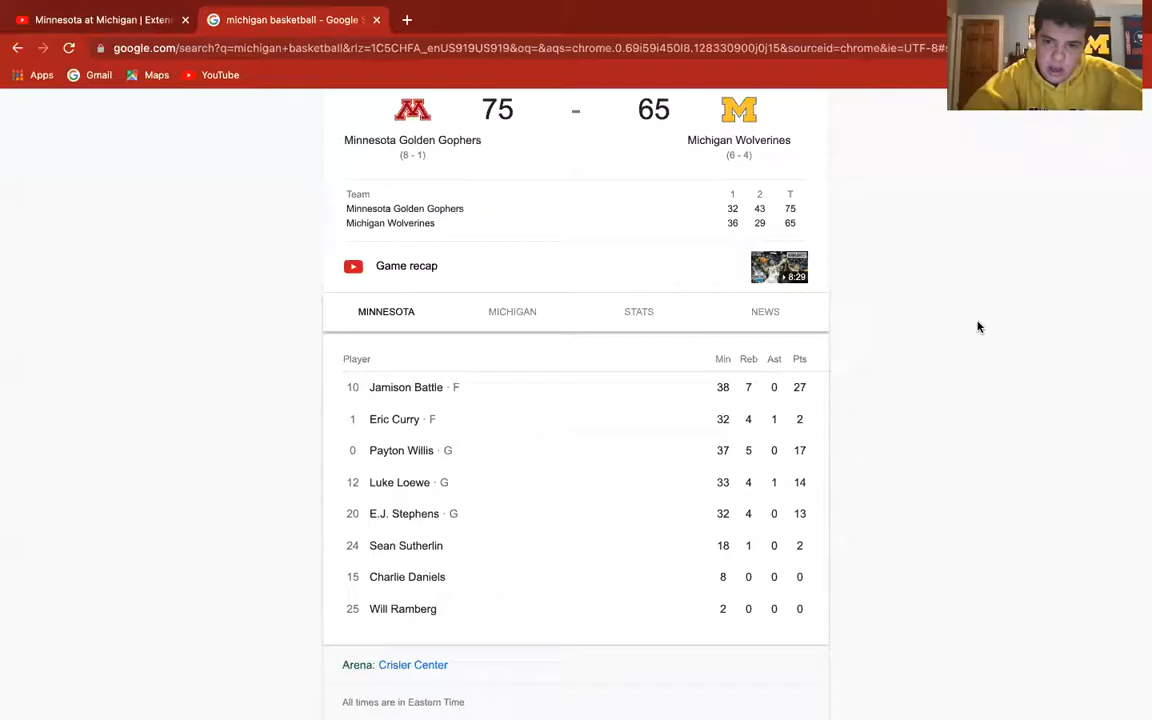 Minnesota at Michigan | Exten
michigan basketball - Google S
google.com/search?q=michigan+basketball&rlz=1C5CHFA_enUS919US919&oq=&aqs=chrome.0.69i59i450l8.128330900j0j15&sourceid=chrome&ie=UTF-8#s
Apps Gmail Maps YouTube
75 - 65
Minnesota Golden Gophers Michigan Wolverines
(8 - 1) (6 - 4)
Team 1 2 T
Minnesota Golden Gophers 32 43 75
Michigan Wolverines 36 29 65
Game recap 8:29
MINNESOTA MICHIGAN STATS NEWS
Player Min Reb Ast Pts
10 Jamison Battle · F 38 7 0 27
1 Eric Curry · F 32 4 1 2
0 Payton Willis · G 37 5 0 17
12 Luke Loewe · G 33 4 1 14
20 E.J. Stephens · G 32 4 0 13
24 Sean Sutherlin 18 1 0 2
15 Charlie Daniels 8 0 0 0
25 Will Ramberg 2 0 0 0
Arena: Crisler Center
All times are in Eastern Time